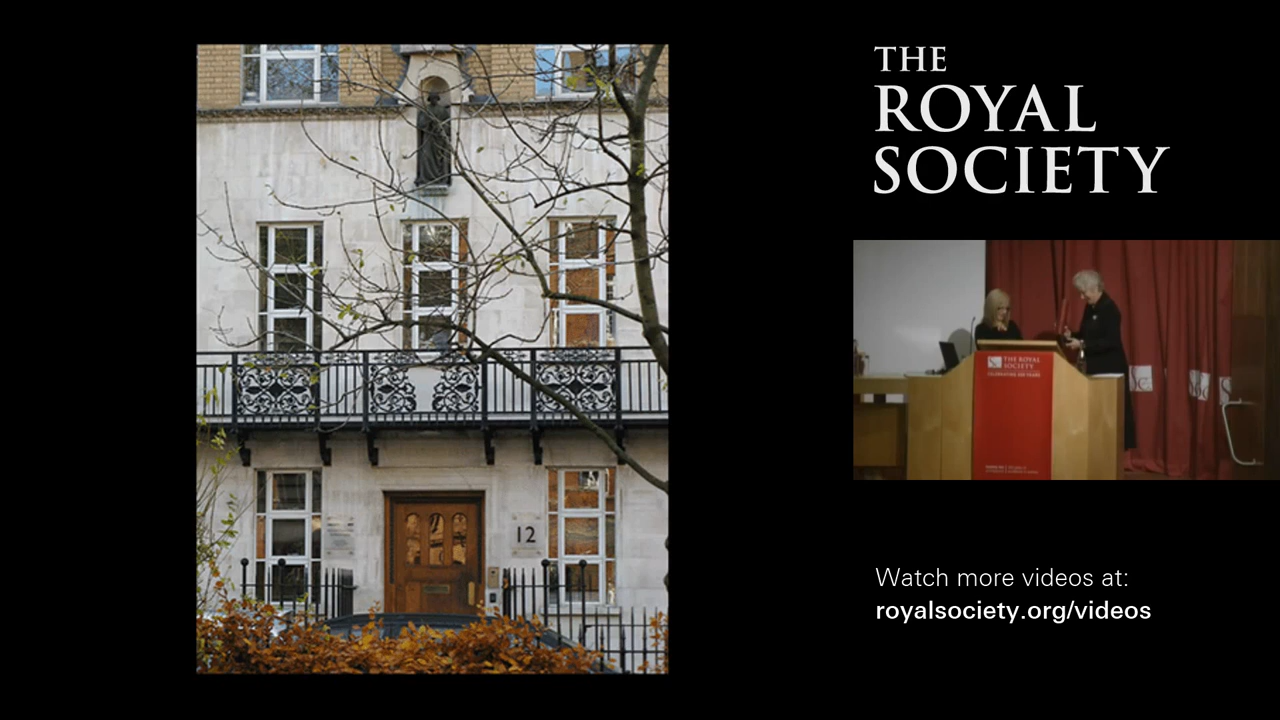 THE
ROYAL
SOCIETY
12
THE ROYAL
SOCIETY
Watch more videos at:
royalsociety.org/videos